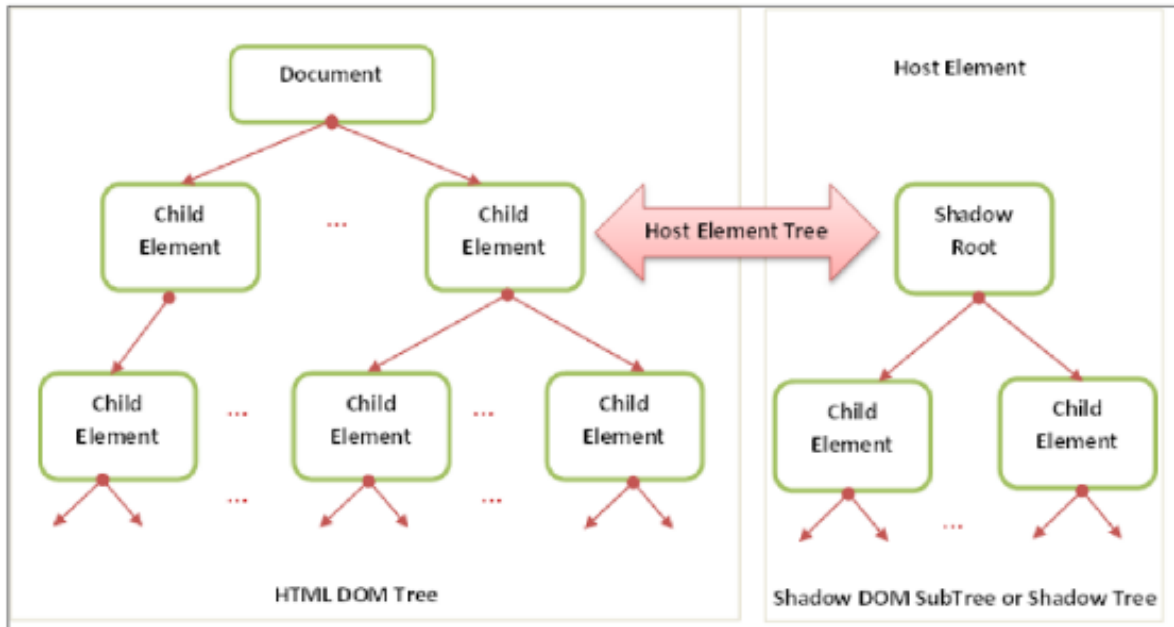 Document
Host Element
Child
Element
...
Child
Element
Host Element Tree
Shadow
Root
Child
Element
...
Child
Element
...
Child
Element
Child
Element
Child
Element
...
...
...
HTML DOM Tree
Shadow DOM SubTree or Shadow Tree